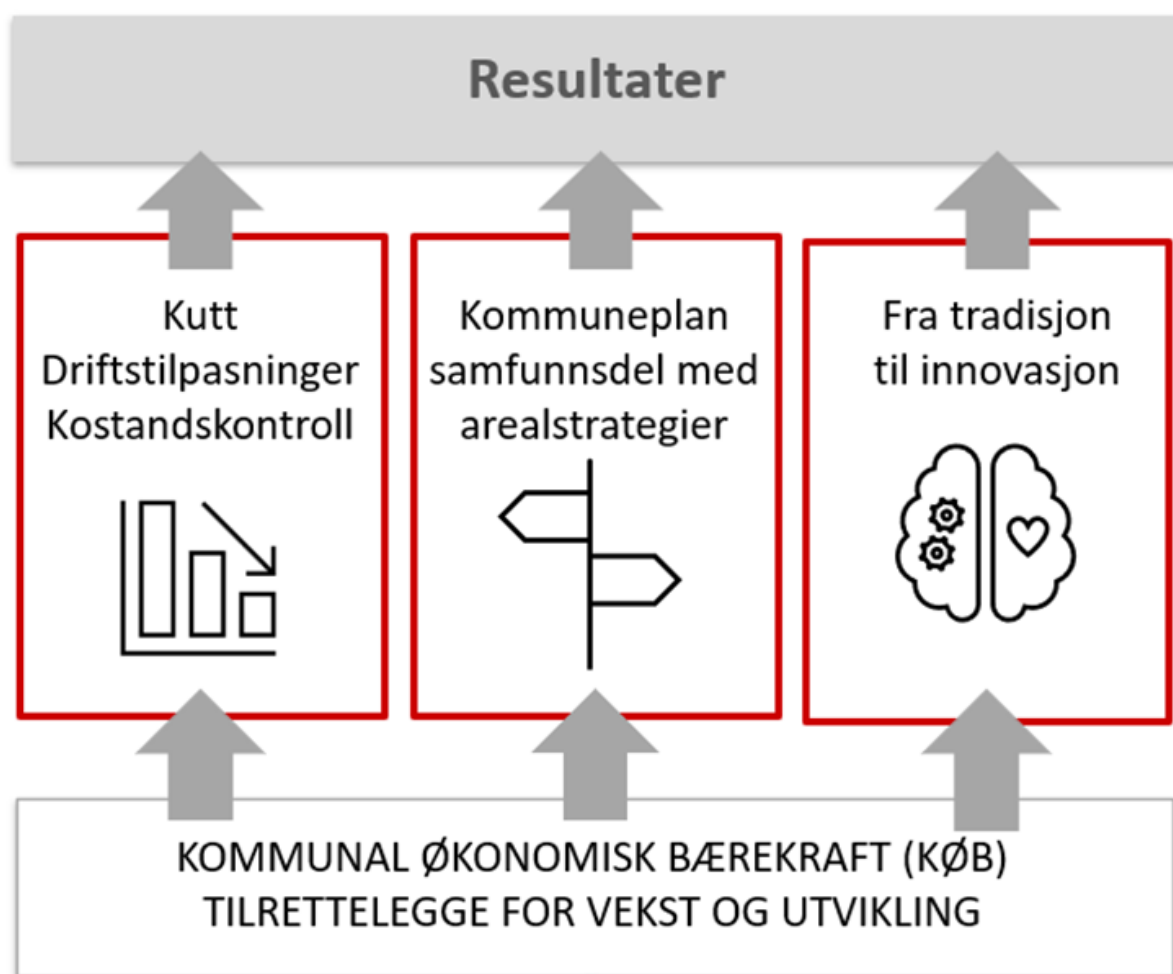 Resultater
Kutt
Driftstilpasninger
Kostandskontroll
Kommuneplan
samfunnsdel med
arealstrategier
Fra tradisjon
til innovasjon
KOMMUNAL ØKONOMISK BÆREKRAFT (KØB)
TILRETTELEGGE FOR VEKST OG UTVIKLING